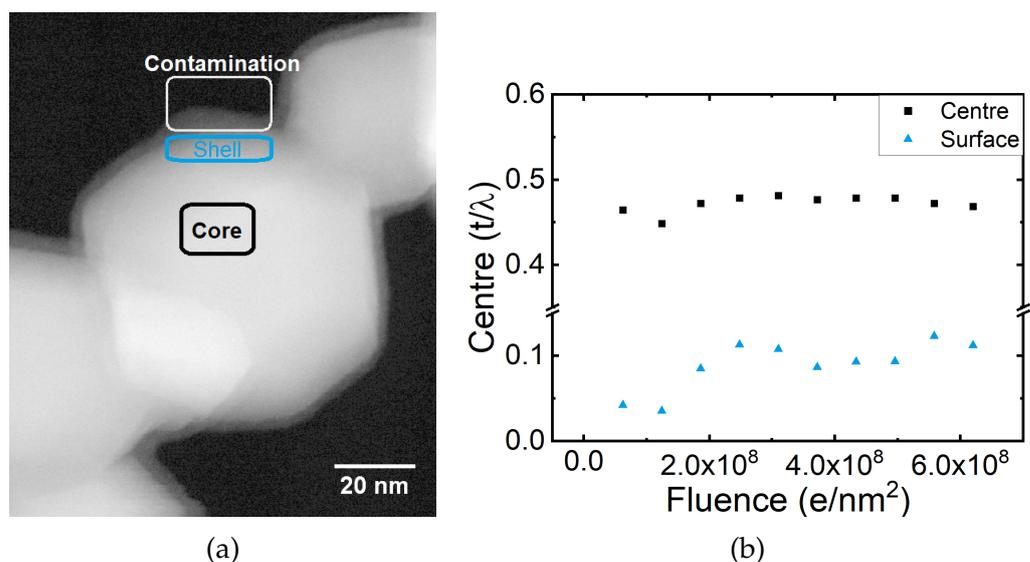 Contamination
Shell
Core
20 nm
(a)
Centre
Surface
0.6
0.5
0.4
0.1
0.0
Centre (t/λ)
0.0 2.0x10⁸ 4.0x10⁸ 6.0x10⁸
Fluence (e/nm²)
(b)